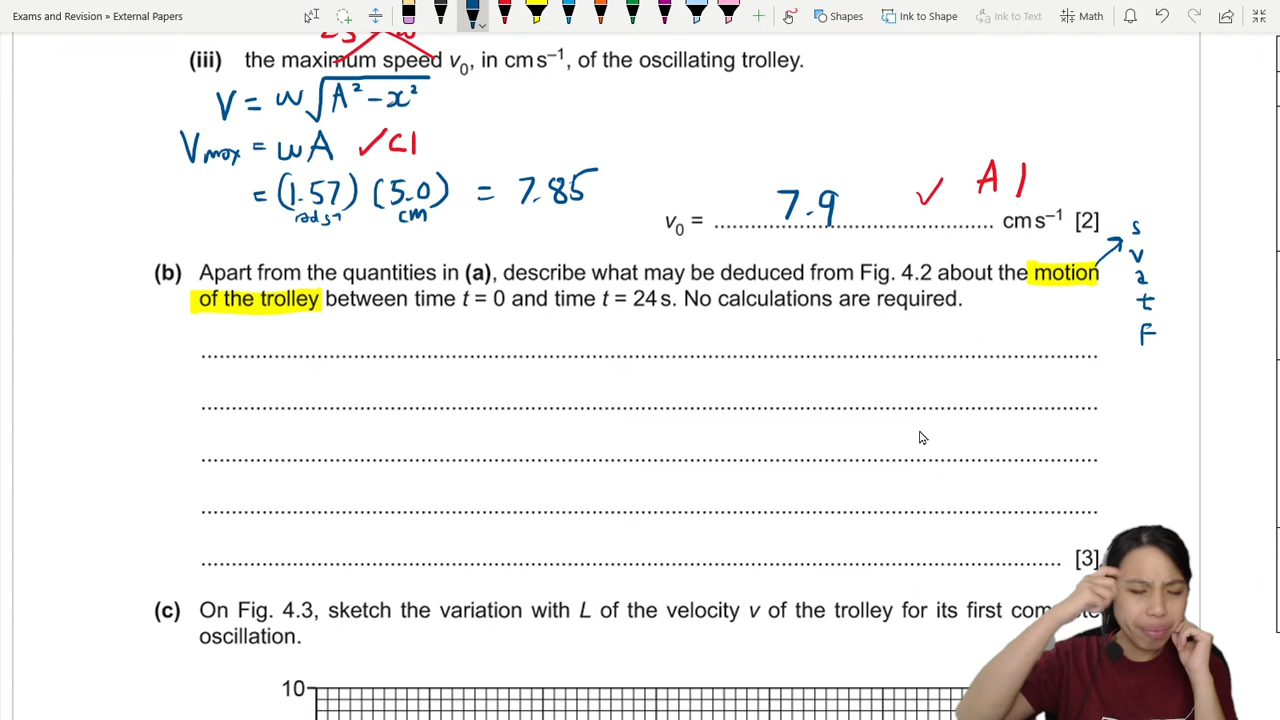 Exams and Revision » External Papers
Shapes
Ink to Shape
Ink to Text
Math
(iii) the maximum speed v₀, in cm s⁻¹, of the oscillating trolley.
V = ω√A² – x²
Vmax = ωA ✓ C1
= (1.57) (5.0) = 7.85
rad s⁻¹ cm
v₀ = 7.9 cm s⁻¹ [2] ✓ A1
(b) Apart from the quantities in (a), describe what may be deduced from Fig. 4.2 about the motion
of the trolley between time t = 0 and time t = 24 s. No calculations are required.
s
v
a
t
F
[3]
(c) On Fig. 4.3, sketch the variation with L of the velocity v of the trolley for its first
oscillation.
10